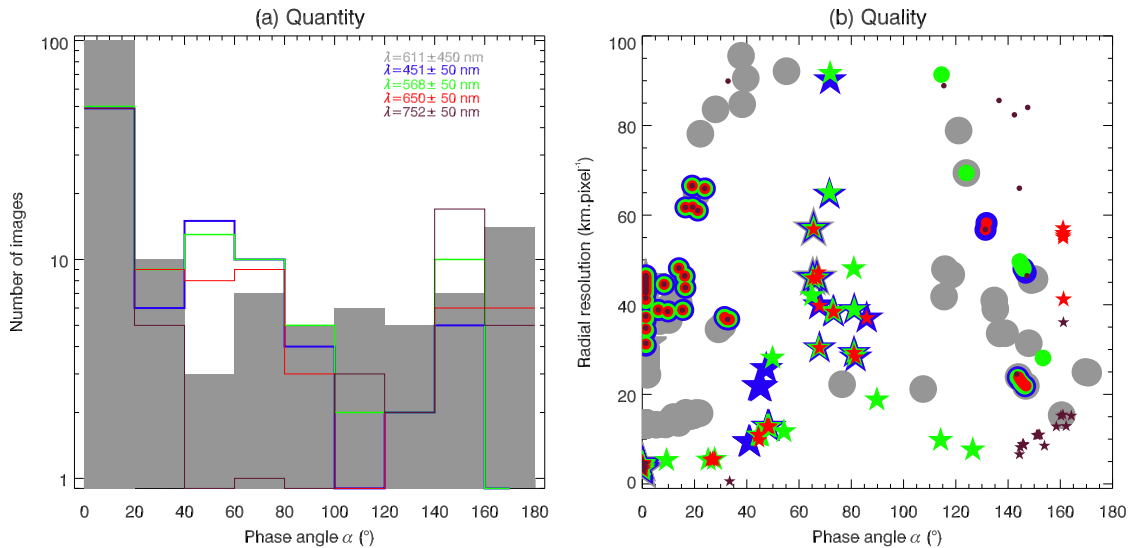 (a) Quantity
(b) Quality
100
10
1
Number of images
λ=611±450 nm
λ=451± 50 nm
λ=568± 50 nm
λ=650± 50 nm
λ=752± 50 nm
0 20 40 60 80 100 120 140 160 180
Phase angle α (°)
100
80
60
40
20
0
Radial resolution (km.pixel⁻¹)
0 20 40 60 80 100 120 140 160 180
Phase angle α (°)